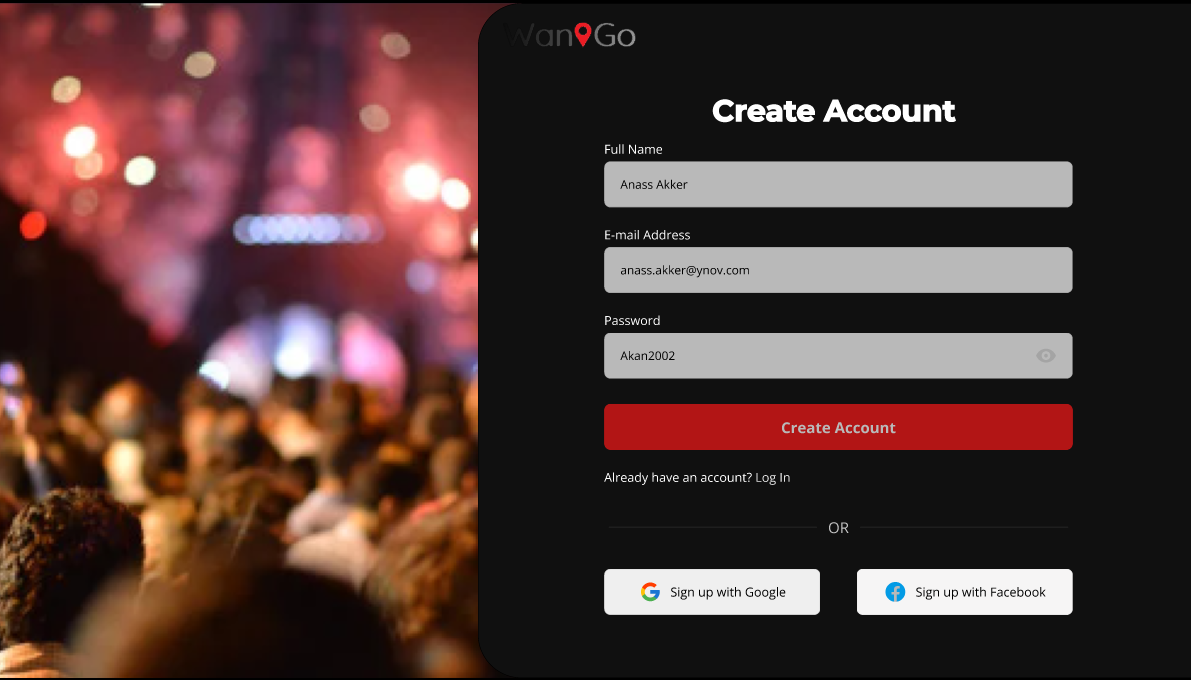 Wan Go
Create Account
Full Name
Anass Akker
E-mail Address
anass.akker@ynov.com
Password
Akan2002
Create Account
Already have an account? Log In
OR
Sign up with Google
Sign up with Facebook